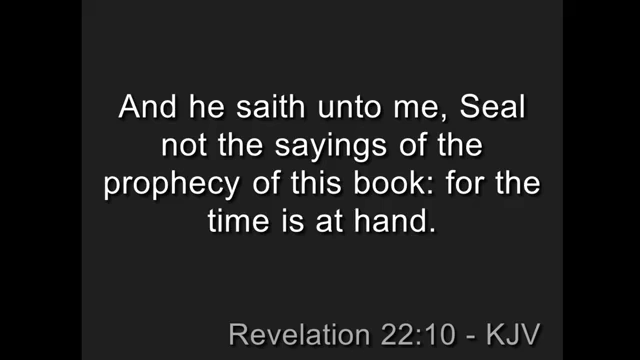 And he saith unto me, Seal
not the sayings of the
prophecy of this book: for the
time is at hand.
Revelation 22:10 - KJV